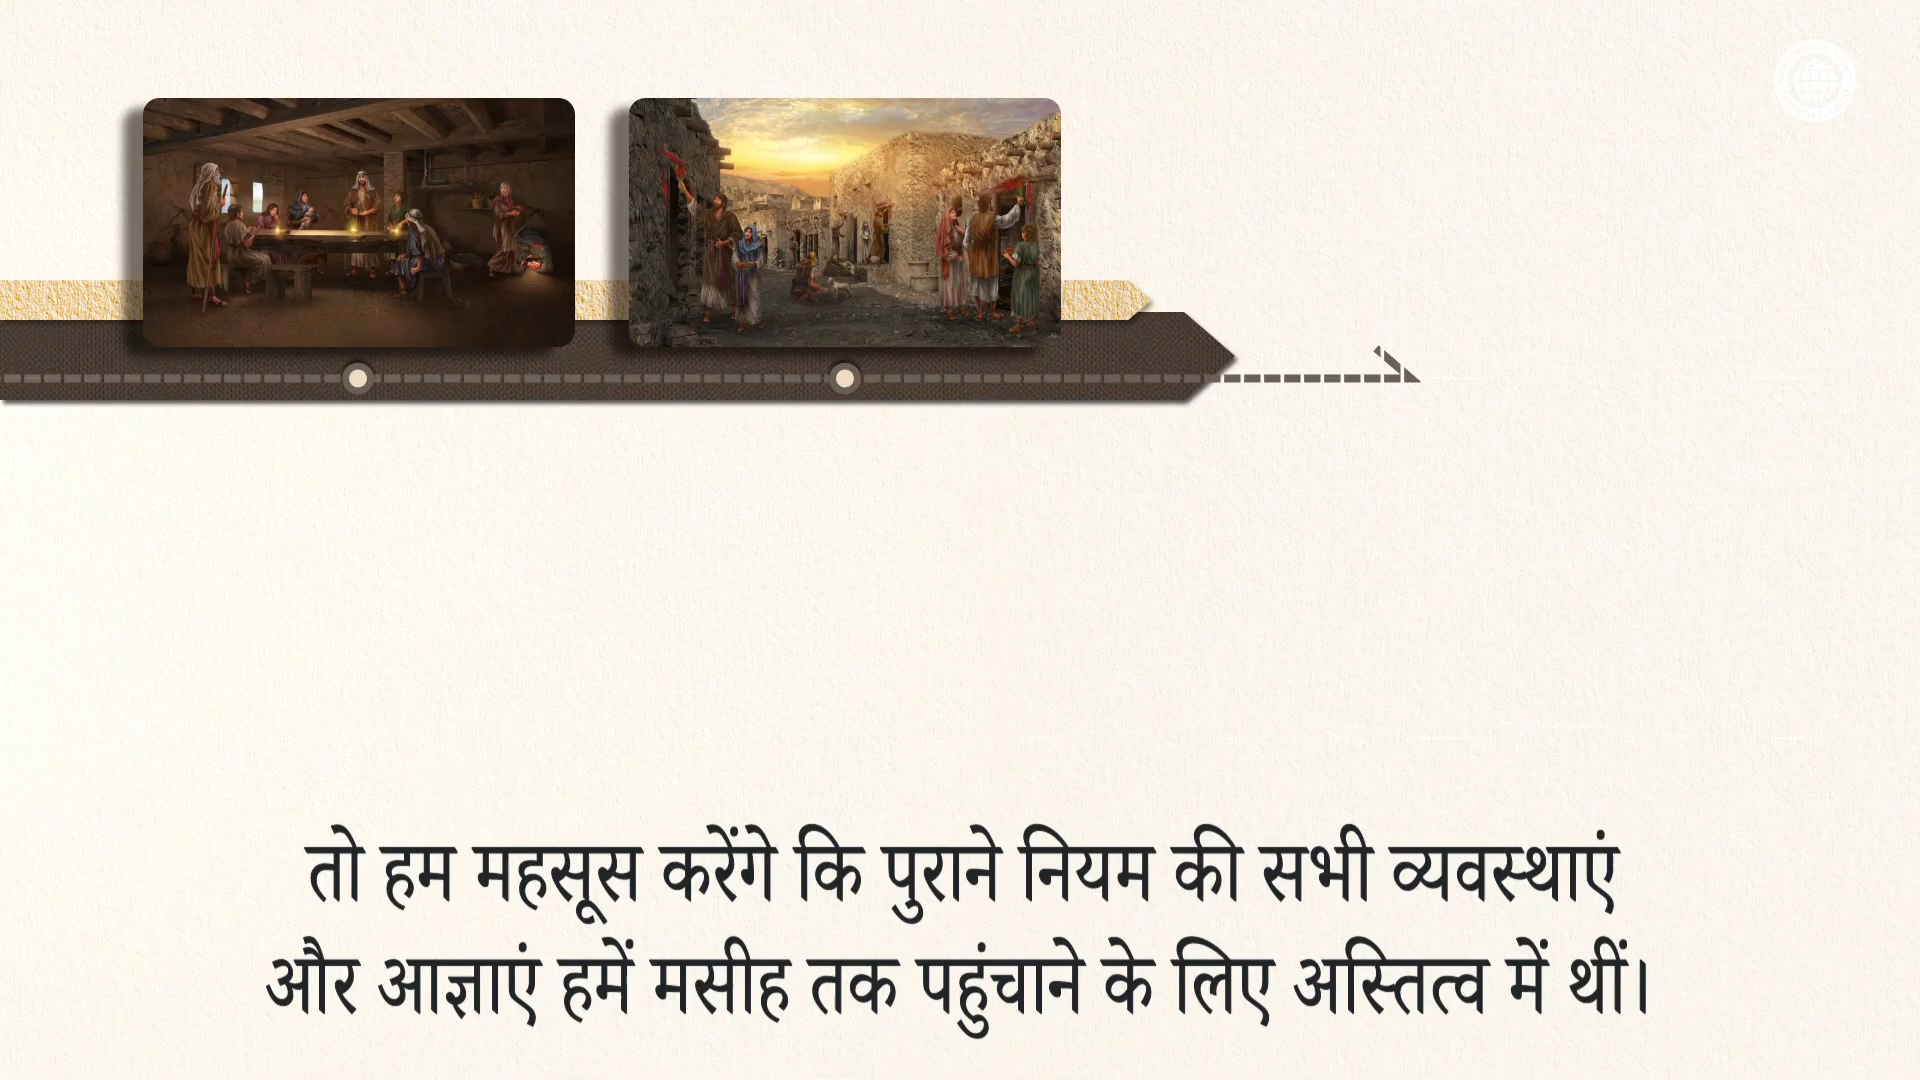 तो हम महसूस करेंगे कि पुराने नियम की सभी व्यवस्थाएं
और आज्ञाएं हमें मसीह तक पहुंचाने के लिए अस्तित्व में थीं।